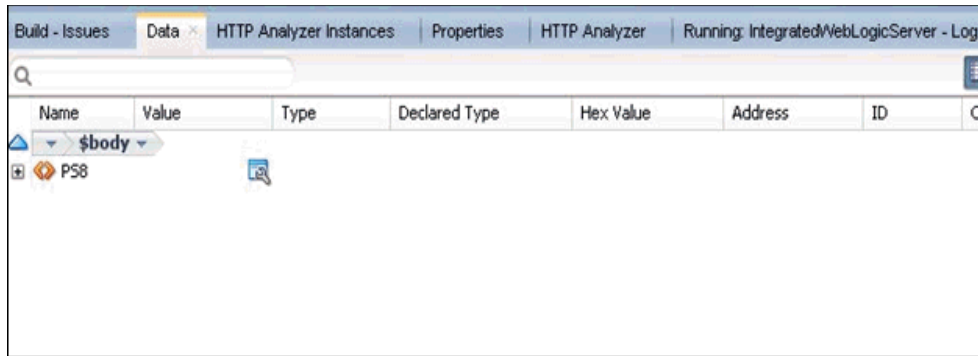 Build - Issues Data HTTP Analyzer Instances Properties HTTP Analyzer Running: IntegratedWebLogicServer - Log
Name Value Type Declared Type Hex Value Address ID
$body
PS8